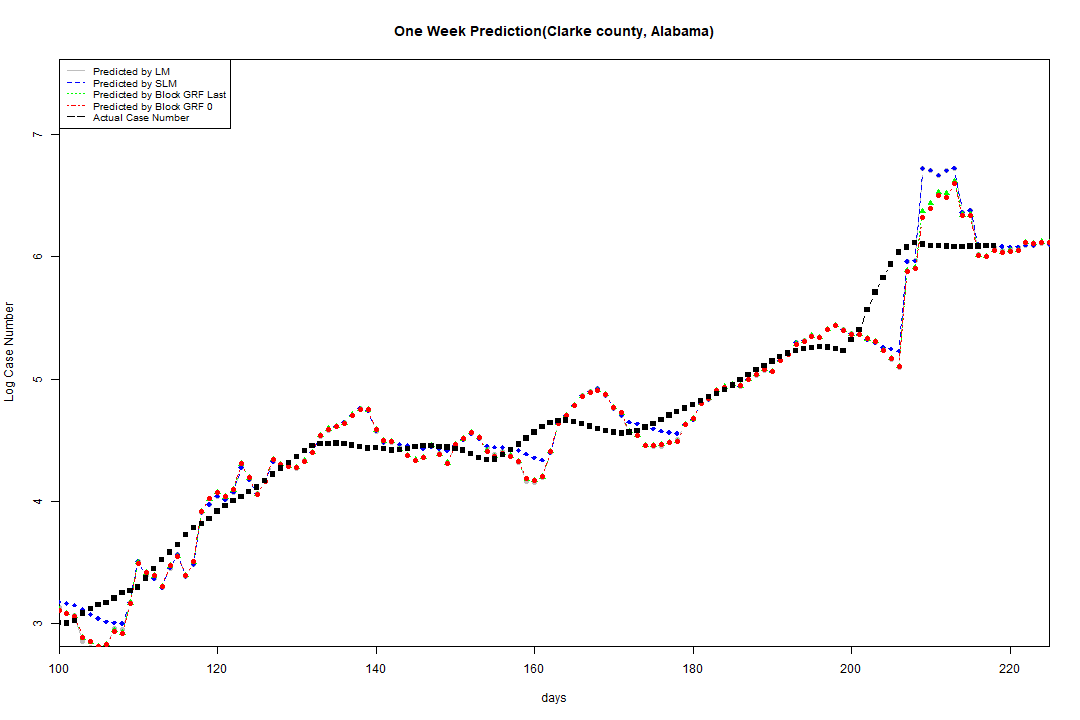 One Week Prediction(Clarke county, Alabama)
Predicted by LM
Predicted by SLM
Predicted by Block GRF Last
Predicted by Block GRF 0
Actual Case Number
Log Case Number
7
6
5
4
3
100 120 140 160 180 200 220
days